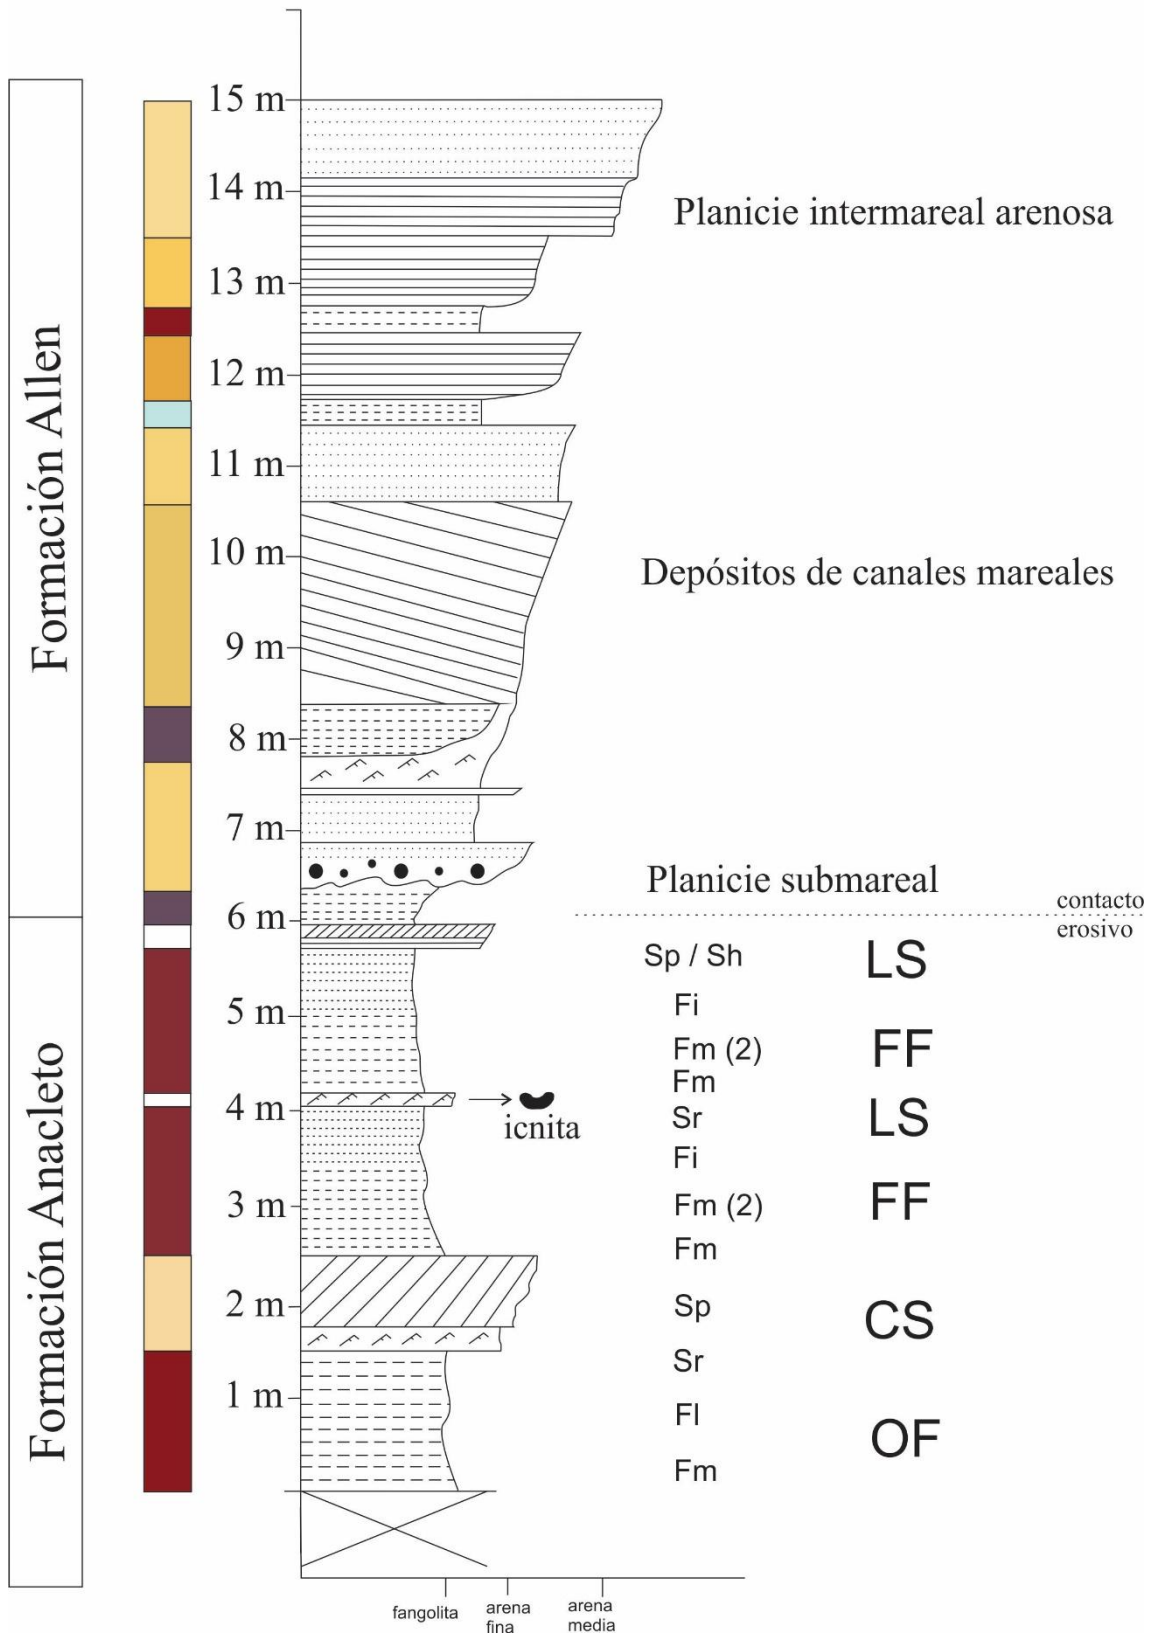 Formación Allen
Formación Anacleto
15 m
14 m
13 m
12 m
11 m
10 m
9 m
8 m
7 m
6 m
5 m
4 m
3 m
2 m
1 m
Planicie intermareal arenosa
Depósitos de canales mareales
Planicie submareal
contacto
erosivo
Sp / Sh
LS
Fi
Fm (2)
FF
Fm
icnita
Sr
LS
Fi
Fm (2)
FF
Fm
Sp
CS
Sr
Fl
OF
Fm
fangolita
arena
fina
arena
media